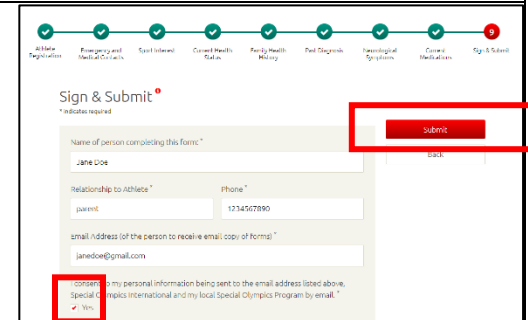 9
Athlete Registration
Emergency and Medical Contacts
Sport Interest
Current Health Status
Family Health History
Past Diagnosis
Neurological Symptoms
Current Medications
Sign & Submit
Sign & Submit
* Indicates required
Submit
Back
Name of person completing this form: *
Jane Doe
Relationship to Athlete *
Phone *
parent
1234567890
Email Address (of the person to receive email copy of forms) *
janedoe@gmail.com
I consent to my personal information being sent to the email address listed above,
Special Olympics International and my local Special Olympics Program by email. *
Yes